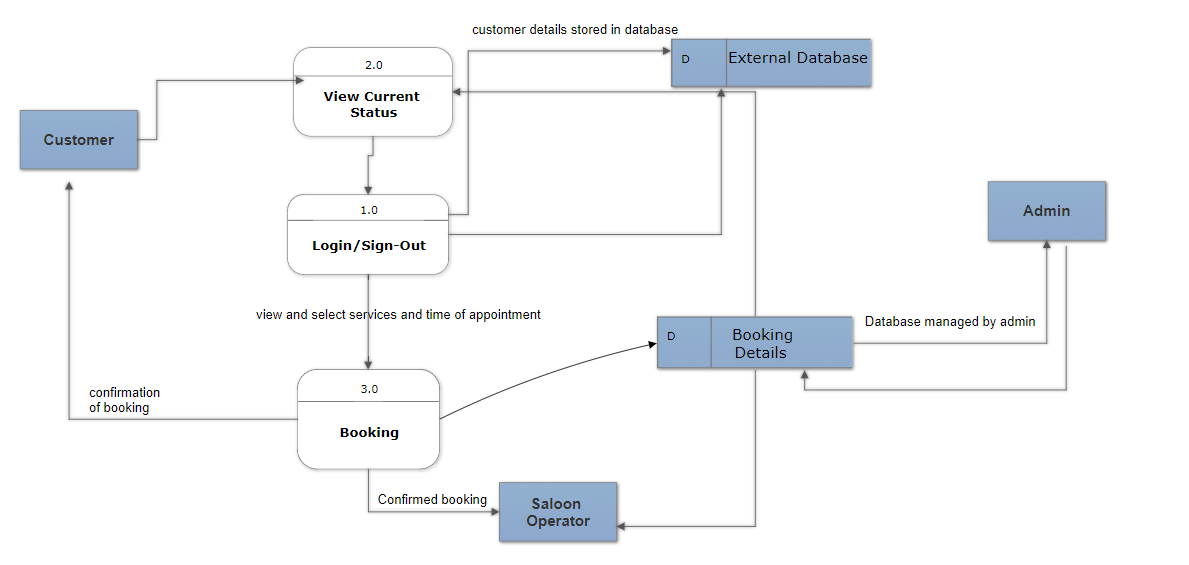 customer details stored in database
D
External Database
2.0
View Current
Status
Customer
1.0
Login/Sign-Out
Admin
view and select services and time of appointment
Database managed by admin
D
Booking
Details
3.0
Booking
confirmation
of booking
Confirmed booking
Saloon
Operator